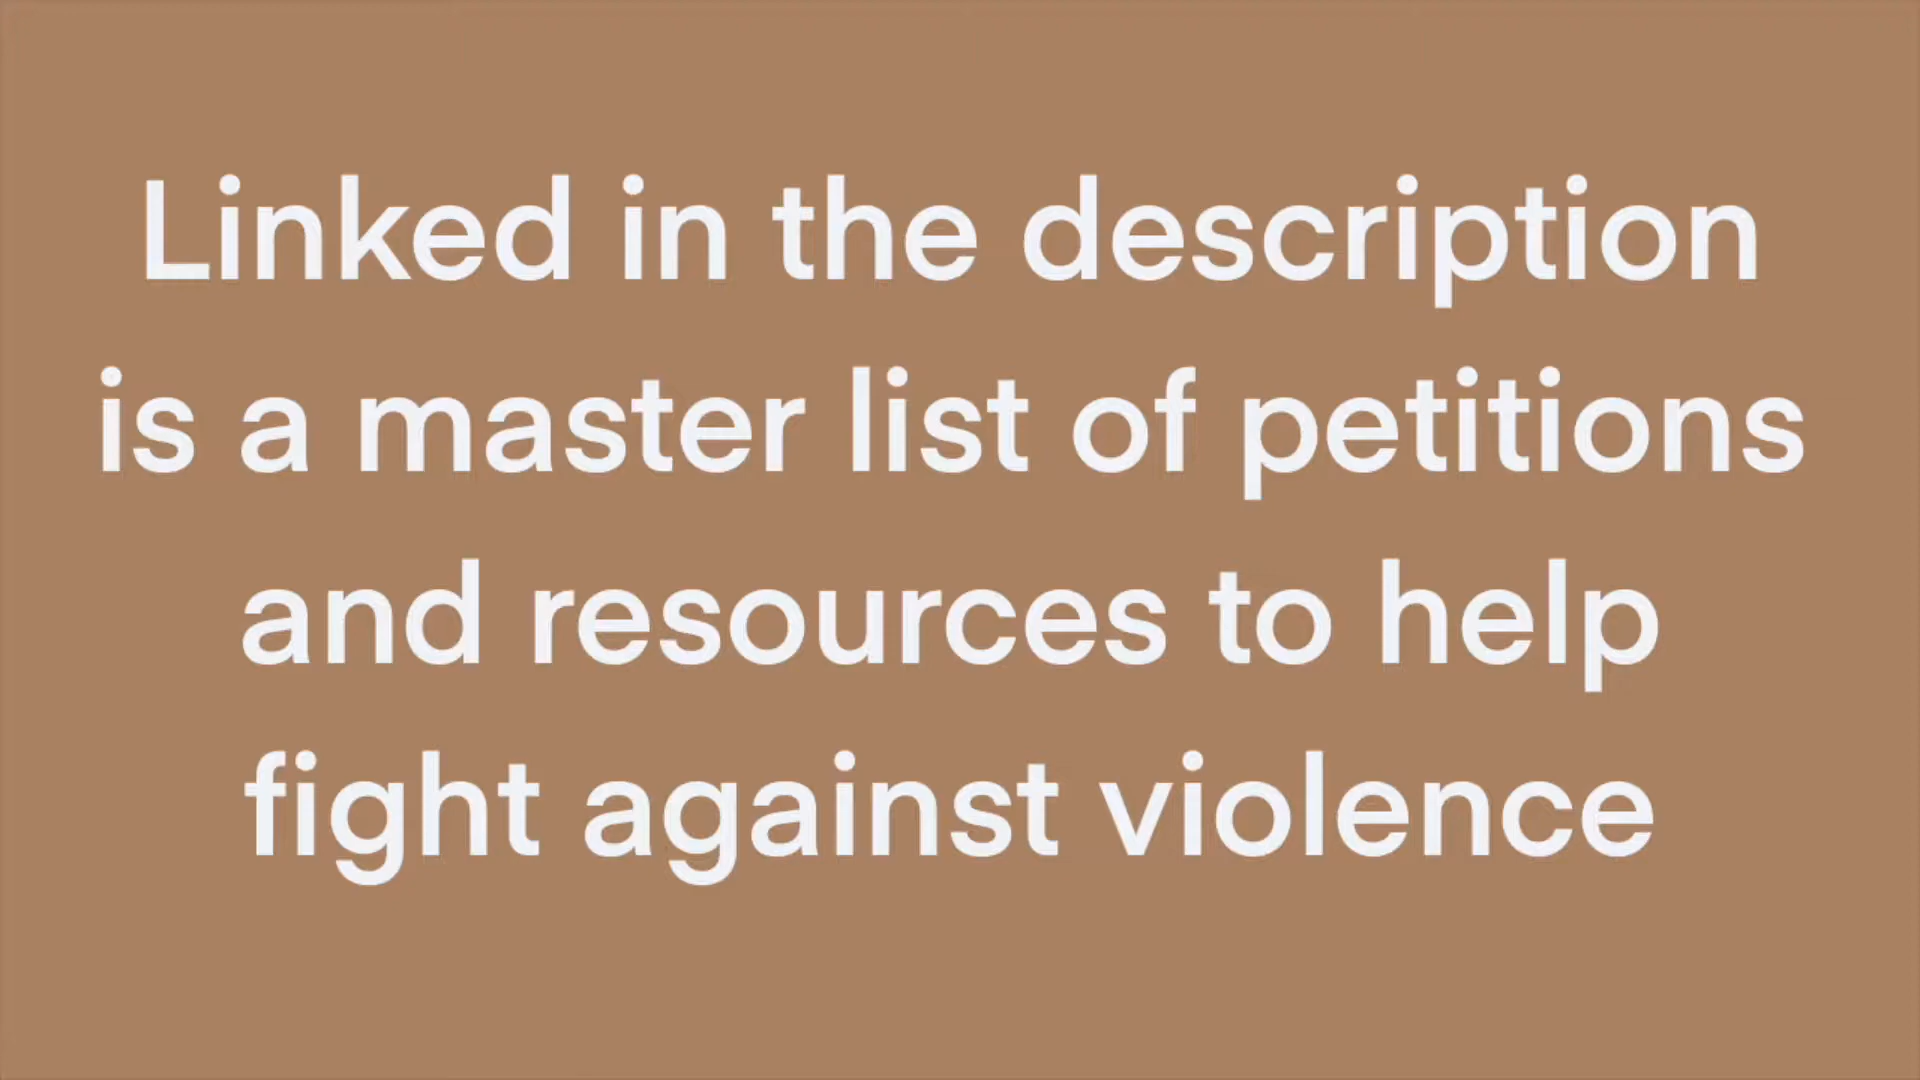 Linked in the description
is a master list of petitions
and resources to help
fight against violence